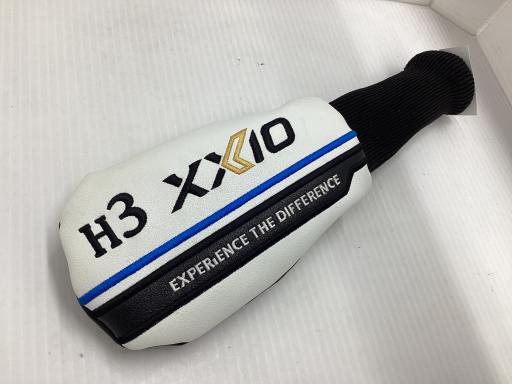 H3 XXIO
EXPERIENCE THE DIFFERENCE